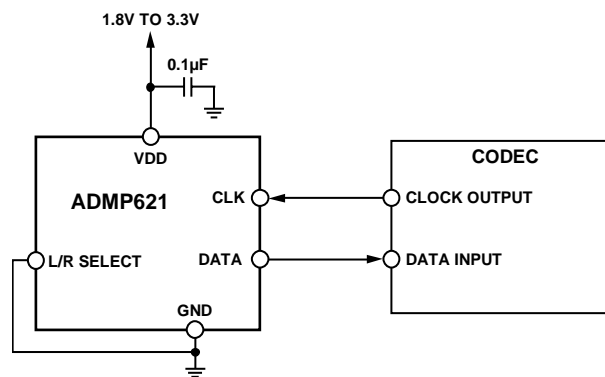 1.8V TO 3.3V
0.1µF
VDD
ADMP621
CLK
L/R SELECT
DATA
GND
CODEC
CLOCK OUTPUT
DATA INPUT